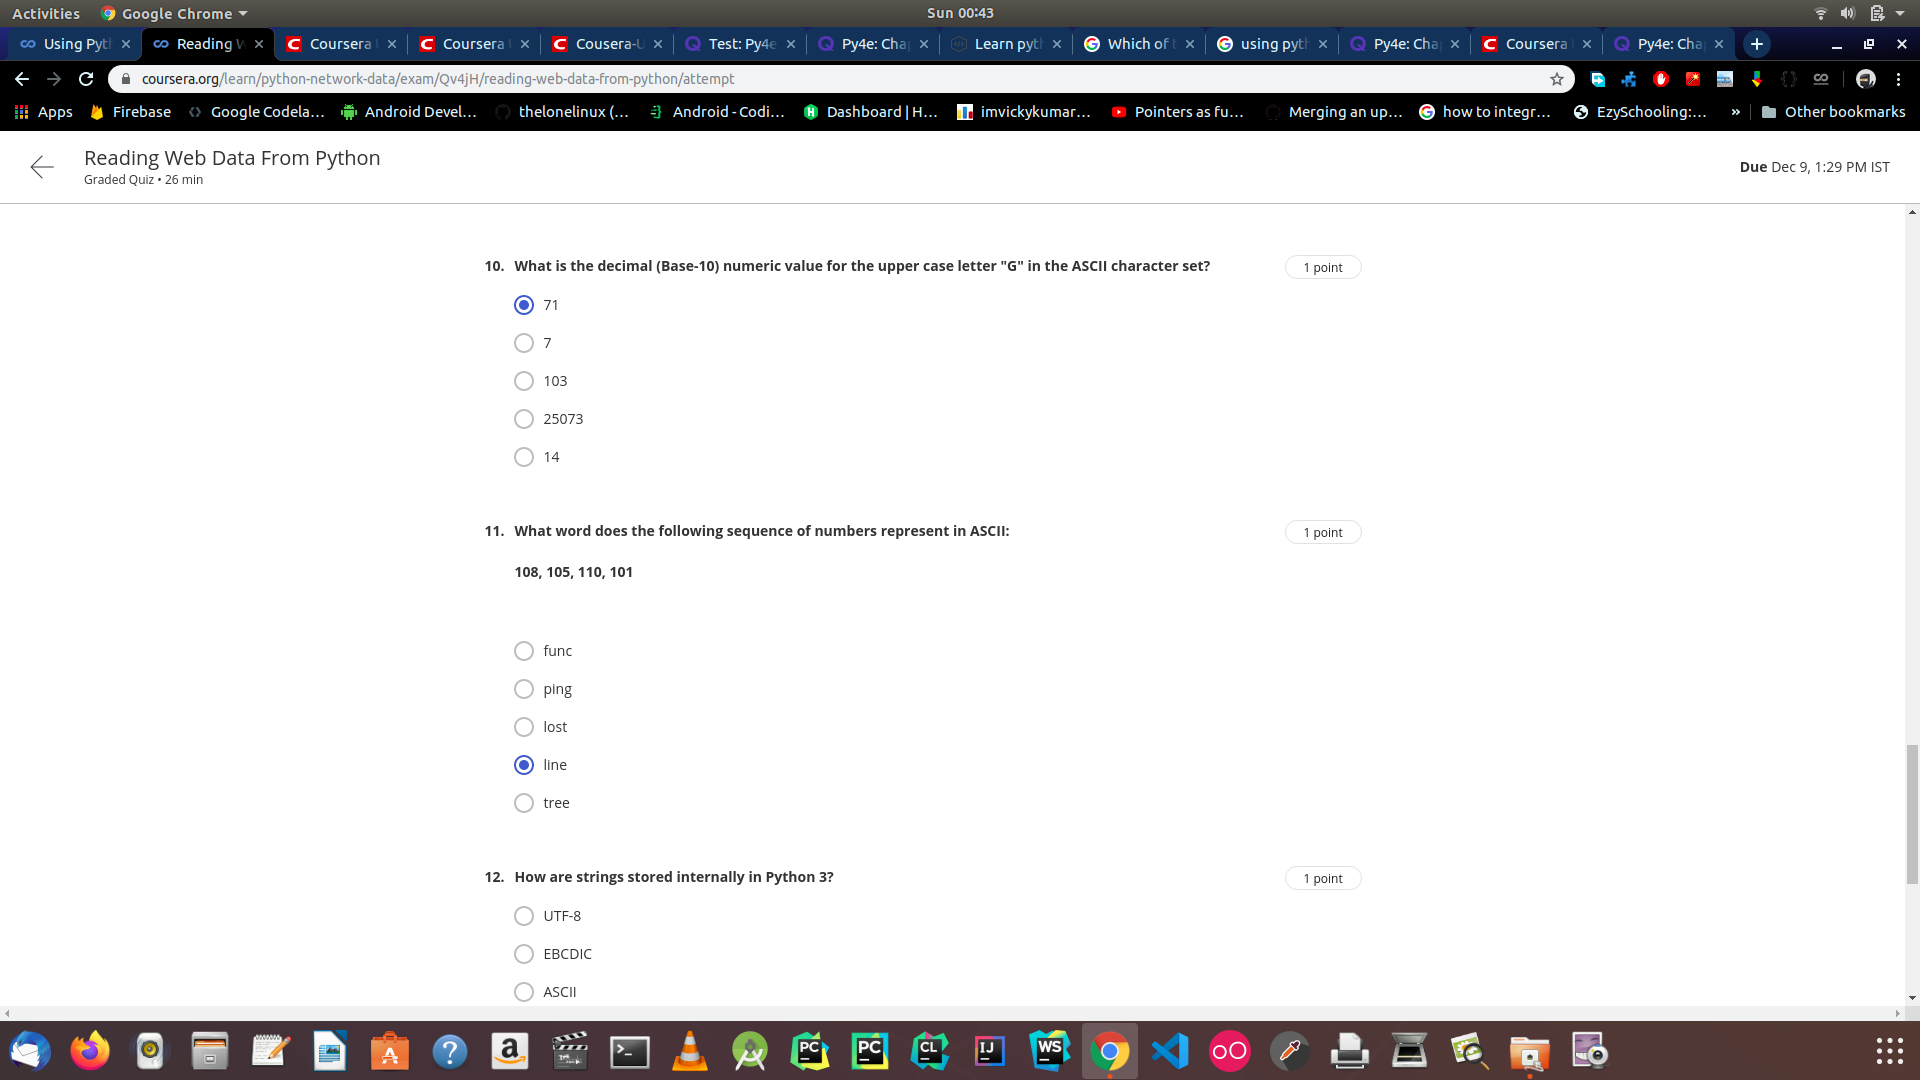 Activities Google Chrome Sun 00:43
Using Pyt Reading Coursera Coursera Cousera-U Test: Py4e Py4e: Cha Learn pyt Which of using pyt Py4e: Cha Coursera Py4e: Cha
coursera.org/learn/python-network-data/exam/Qv4jH/reading-web-data-from-python/attempt
Apps Firebase Google Codela... Android Devel... thelonelinux (... Android - Codi... Dashboard | H... imvickykumar... Pointers as fu... Merging an up... how to integr... EzySchooling:... » Other bookmarks
Reading Web Data From Python
Graded Quiz • 26 min
Due Dec 9, 1:29 PM IST
10. What is the decimal (Base-10) numeric value for the upper case letter "G" in the ASCII character set? 1 point
71
7
103
25073
14
11. What word does the following sequence of numbers represent in ASCII: 1 point
108, 105, 110, 101
func
ping
lost
line
tree
12. How are strings stored internally in Python 3? 1 point
UTF-8
EBCDIC
ASCII